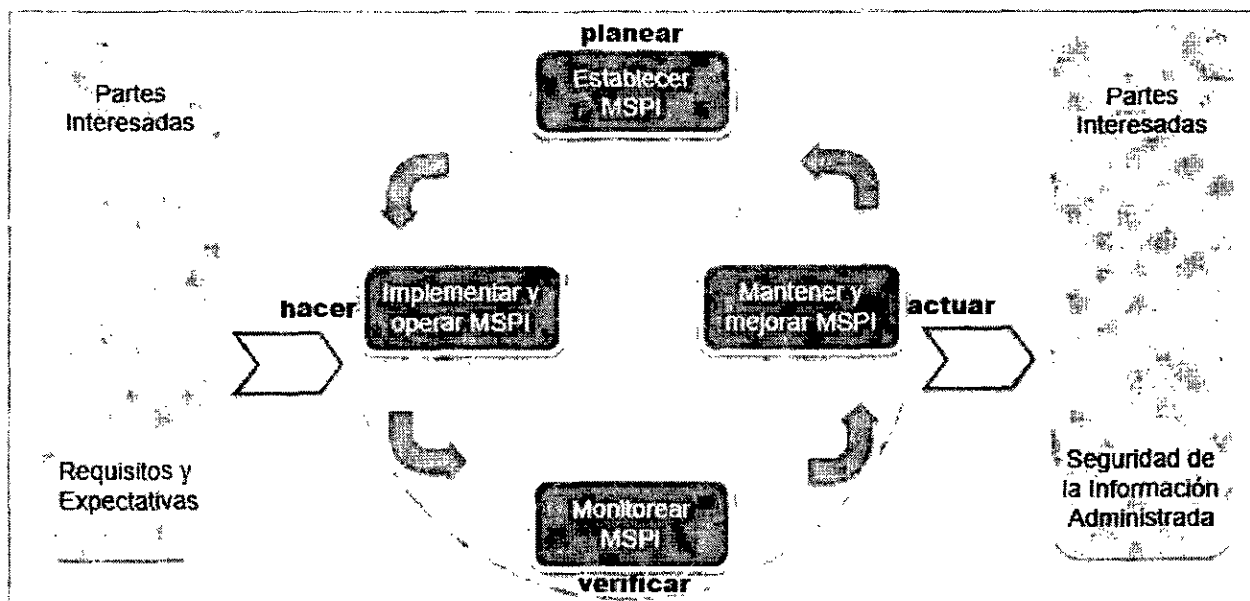 planear
Establecer
MSPI
Partes
Interesadas
Partes
Interesadas
hacer
Implementar y
operar MSPI
Mantener y
mejorar MSPI
actuar
Requisitos y
Expectativas
Seguridad de
la Información
Administrada
Monitorear
MSPI
verificar